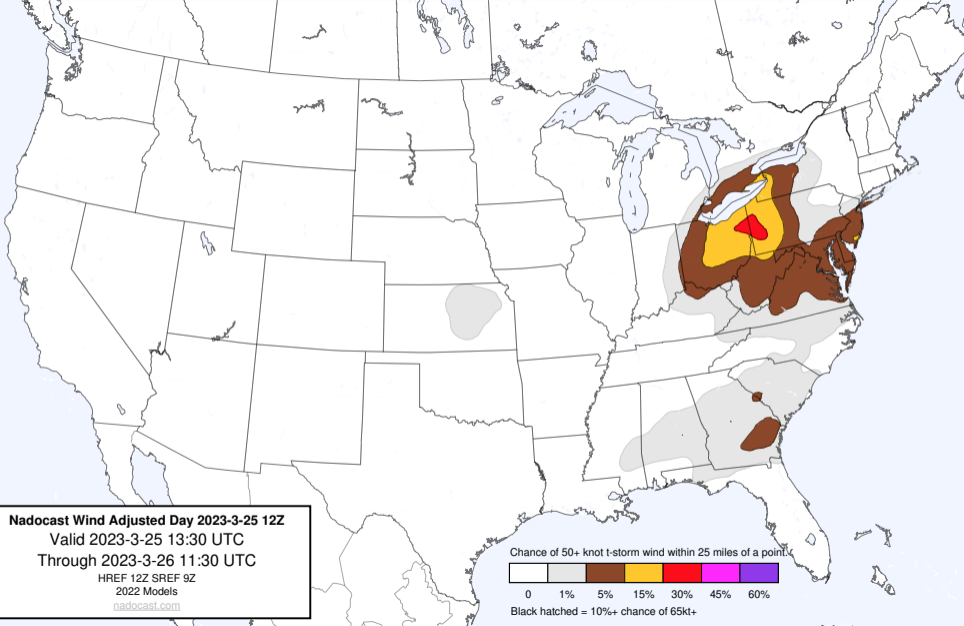 Nadocast Wind Adjusted Day 2023-3-25 12Z
Valid 2023-3-25 13:30 UTC
Through 2023-3-26 11:30 UTC
HREF 12Z SREF 9Z
2022 Models
nadocast.com
Chance of 50+ knot t-storm wind within 25 miles of a point.
0 1% 5% 15% 30% 45% 60%
Black hatched = 10%+ chance of 65kt+